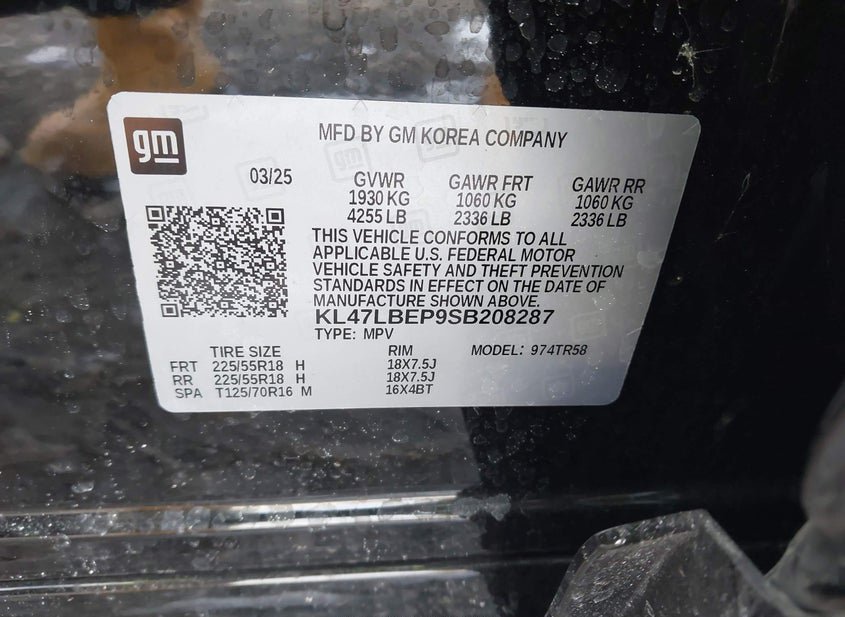 gm
MFD BY GM KOREA COMPANY
03/25 GVWR GAWR FRT GAWR RR
1930 KG 1060 KG 1060 KG
4255 LB 2336 LB 2336 LB
THIS VEHICLE CONFORMS TO ALL
APPLICABLE U.S. FEDERAL MOTOR
VEHICLE SAFETY AND THEFT PREVENTION
STANDARDS IN EFFECT ON THE DATE OF
MANUFACTURE SHOWN ABOVE.
KL47LBEP9SB208287
TYPE: MPV
TIRE SIZE RIM MODEL: 974TR58
FRT 225/55R18 H 18X7.5J
RR 225/55R18 H 18X7.5J
SPA T125/70R16 M 16X4BT